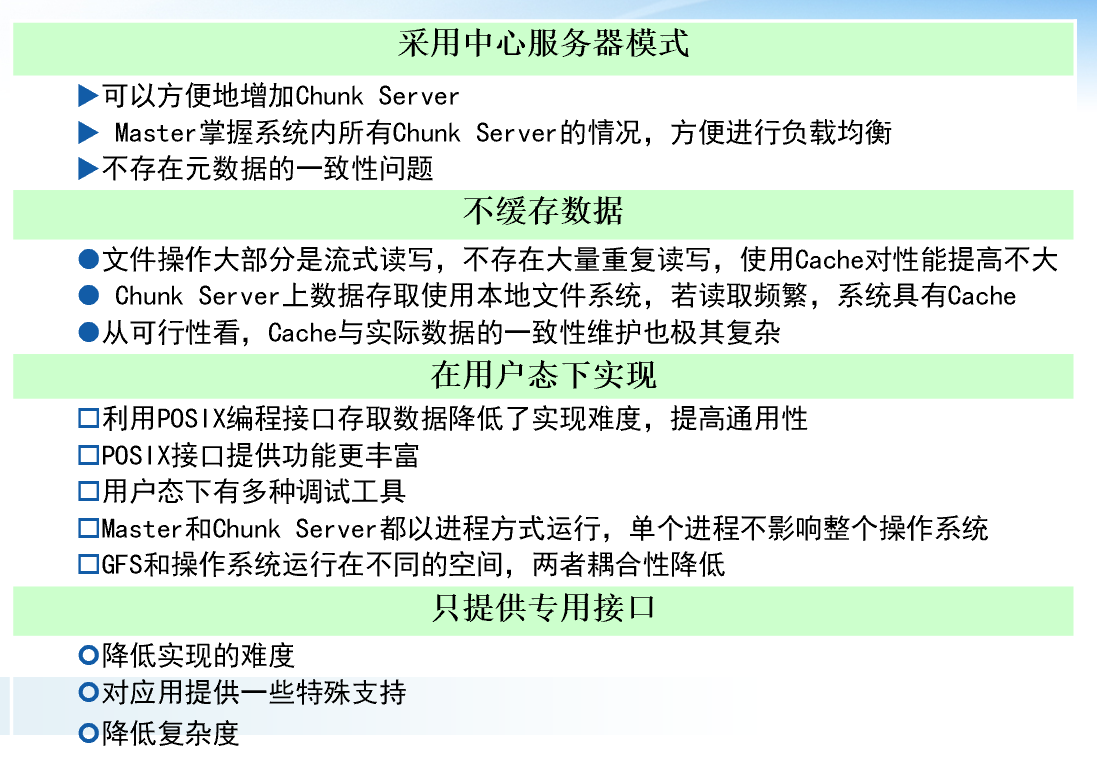 采用中心服务器模式
可以方便地增加Chunk Server
Master掌握系统内所有Chunk Server的情况，方便进行负载均衡
不存在元数据的一致性问题
不缓存数据
文件操作大部分是流式读写，不存在大量重复读写，使用Cache对性能提高不大
Chunk Server上数据存取使用本地文件系统，若读取频繁，系统具有Cache
从可行性看，Cache与实际数据的一致性维护也极其复杂
在用户态下实现
利用POSIX编程接口存取数据降低了实现难度，提高通用性
POSIX接口提供功能更丰富
用户态下有多种调试工具
Master和Chunk Server都以进程方式运行，单个进程不影响整个操作系统
GFS和操作系统运行在不同的空间，两者耦合性降低
只提供专用接口
降低实现的难度
对应用提供一些特殊支持
降低复杂度